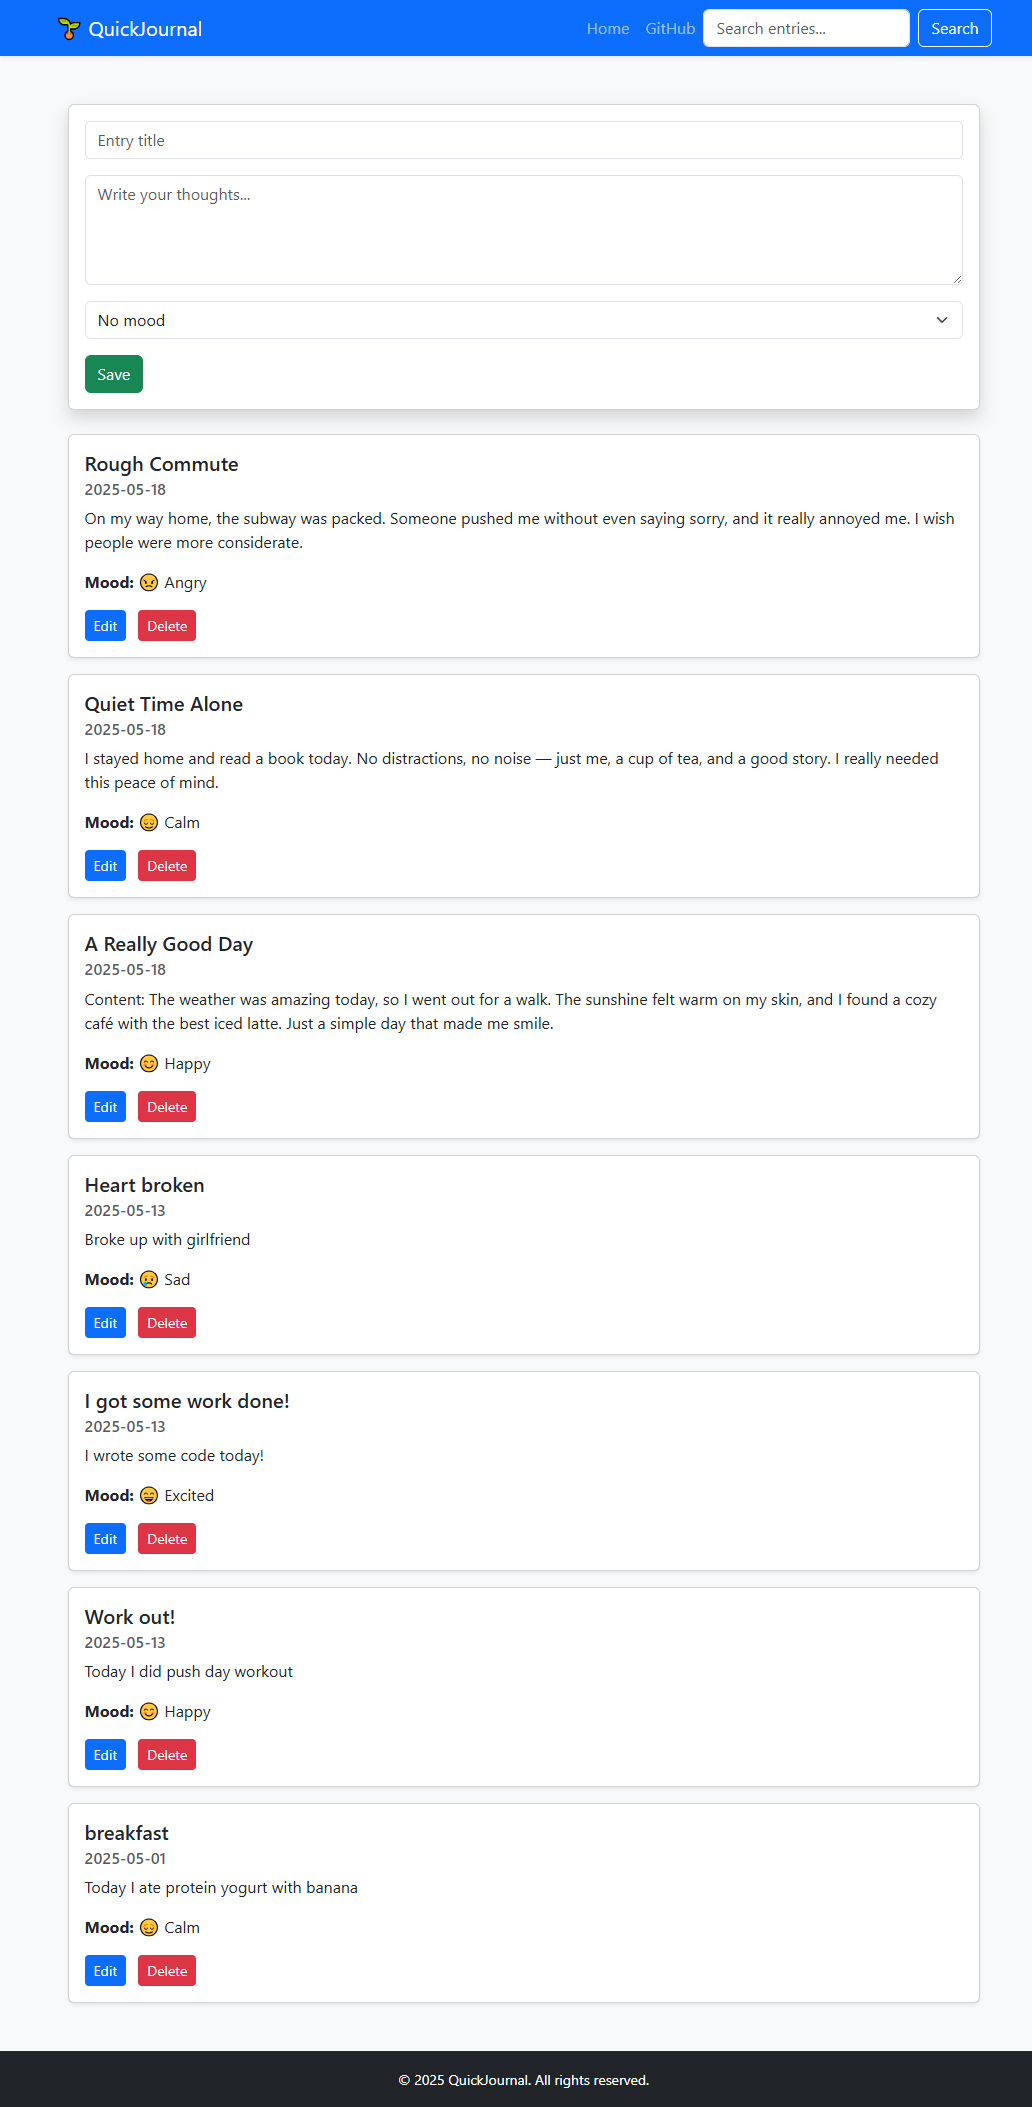 QuickJournal Home GitHub Search entries... Search
Entry title
Write your thoughts...
No mood
Save
Rough Commute
2025-05-18
On my way home, the subway was packed. Someone pushed me without even saying sorry, and it really annoyed me. I wish
people were more considerate.
Mood: 😠 Angry
Edit Delete
Quiet Time Alone
2025-05-18
I stayed home and read a book today. No distractions, no noise — just me, a cup of tea, and a good story. I really needed
this peace of mind.
Mood: 😌 Calm
Edit Delete
A Really Good Day
2025-05-18
Content: The weather was amazing today, so I went out for a walk. The sunshine felt warm on my skin, and I found a cozy
café with the best iced latte. Just a simple day that made me smile.
Mood: 😊 Happy
Edit Delete
Heart broken
2025-05-13
Broke up with girlfriend
Mood: 😢 Sad
Edit Delete
I got some work done!
2025-05-13
I wrote some code today!
Mood: 😄 Excited
Edit Delete
Work out!
2025-05-13
Today I did push day workout
Mood: 😊 Happy
Edit Delete
breakfast
2025-05-01
Today I ate protein yogurt with banana
Mood: 😌 Calm
Edit Delete
© 2025 QuickJournal. All rights reserved.